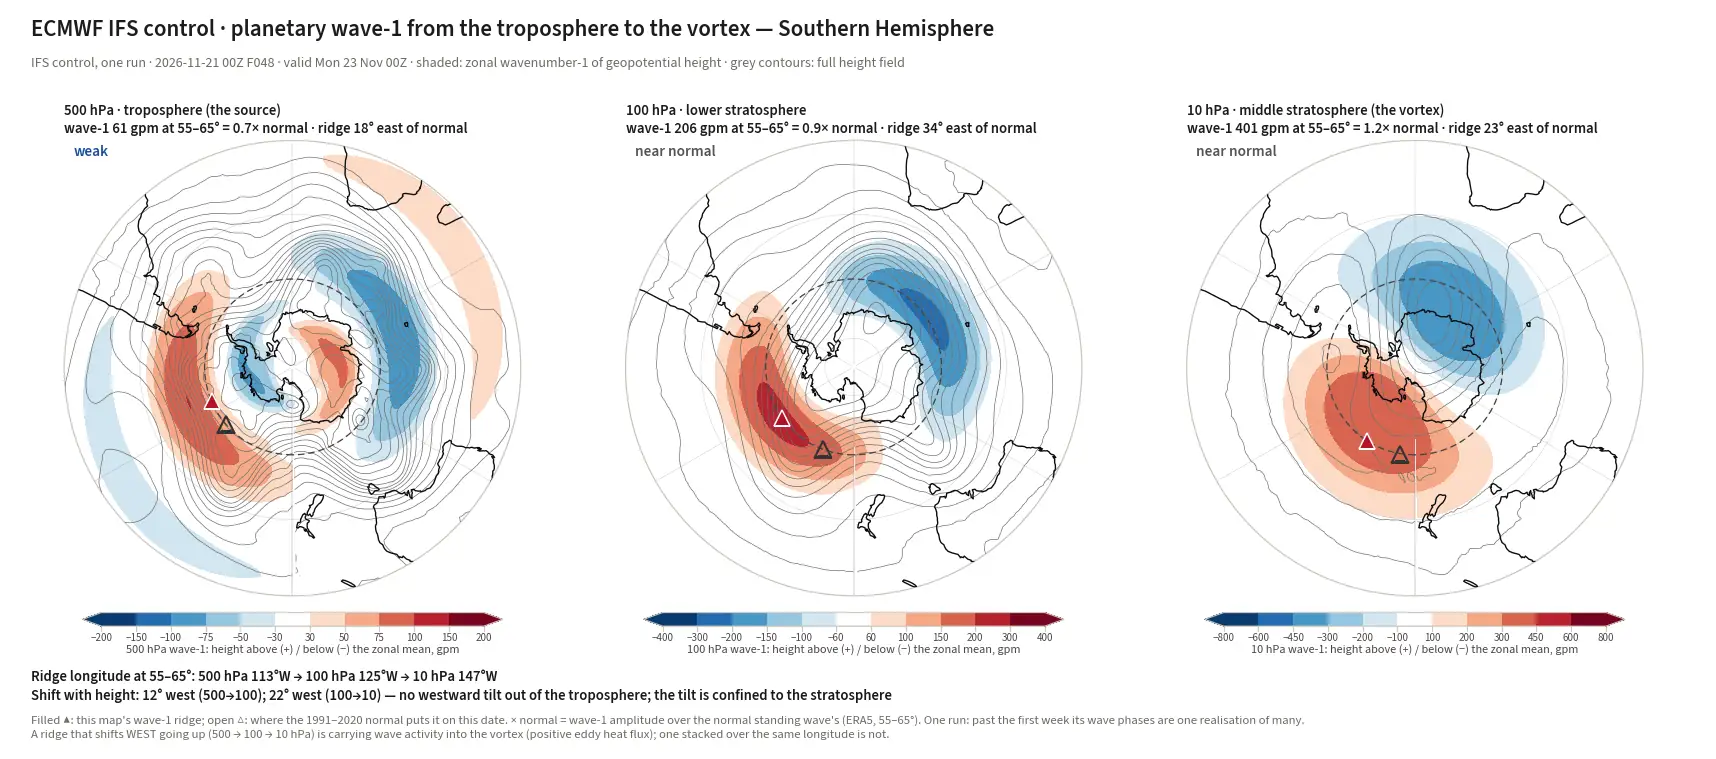 ECMWF IFS control · planetary wave-1 from the troposphere to the vortex — Southern Hemisphere
IFS control, one run · 2026-11-21 00Z F048 · valid Mon 23 Nov 00Z · shaded: zonal wavenumber-1 of geopotential height · grey contours: full height field
500 hPa · troposphere (the source)
wave-1 61 gpm at 55–65° = 0.7× normal · ridge 18° east of normal
weak
100 hPa · lower stratosphere
wave-1 206 gpm at 55–65° = 0.9× normal · ridge 34° east of normal
near normal
10 hPa · middle stratosphere (the vortex)
wave-1 401 gpm at 55–65° = 1.2× normal · ridge 23° east of normal
near normal
−200 −150 −100 −75 −50 −30 30 50 75 100 150 200
500 hPa wave-1: height above (+) / below (−) the zonal mean, gpm
−400 −300 −200 −150 −100 −60 60 100 150 200 300 400
100 hPa wave-1: height above (+) / below (−) the zonal mean, gpm
−800 −600 −450 −300 −200 −100 100 200 300 450 600 800
10 hPa wave-1: height above (+) / below (−) the zonal mean, gpm
Ridge longitude at 55–65°: 500 hPa 113°W → 100 hPa 125°W → 10 hPa 147°W
Shift with height: 12° west (500→100); 22° west (100→10) — no westward tilt out of the troposphere; the tilt is confined to the stratosphere
Filled ▲: this map's wave-1 ridge; open △: where the 1991–2020 normal puts it on this date. × normal = wave-1 amplitude over the normal standing wave's (ERA5, 55–65°). One run: past the first week its wave phases are one realisation of many.
A ridge that shifts WEST going up (500 → 100 → 10 hPa) is carrying wave activity into the vortex (positive eddy heat flux); one stacked over the same longitude is not.